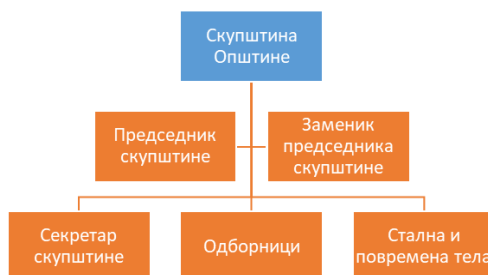 Скупштина
Општине
Председник
скупштине
Заменик
председника
скупштине
Секретар
скупштине
Одборници
Стална и
повремена тела